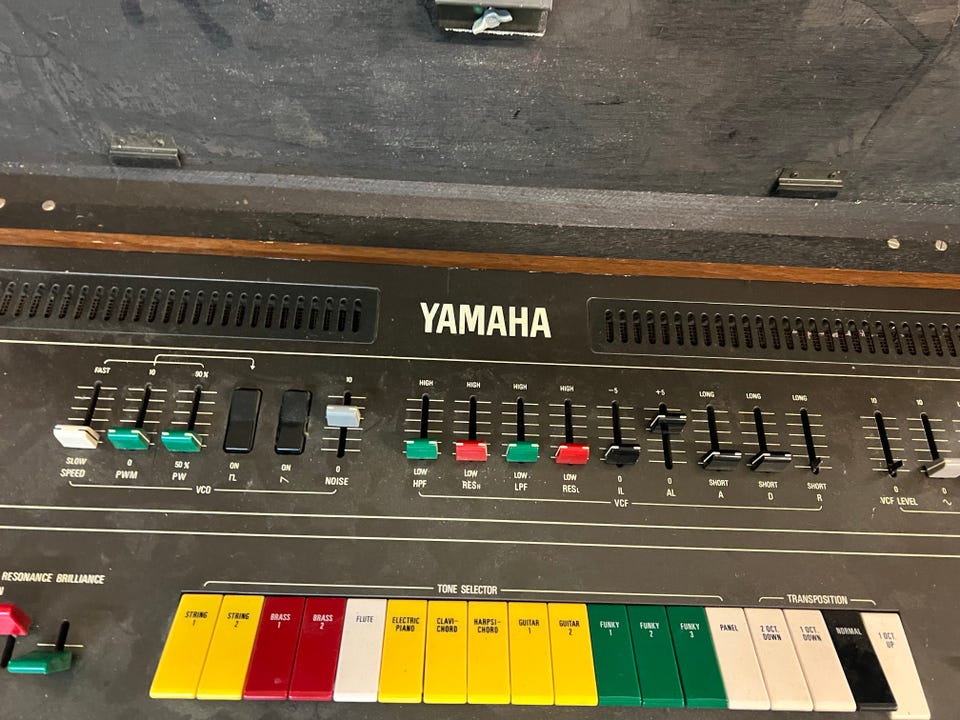 YAMAHA
FAST 10 90%
10
SLOW
SPEED
0
PWM
50%
PW
ON
ON
0
NOISE
VCO
HIGH HIGH HIGH HIGH -5 +5 LONG LONG LONG
LOW
HPF
LOW
RESH
LOW
LPF
LOW
RESL
0
IL
0
AL
SHORT
A
SHORT
D
SHORT
R
VCF
10 10
0
VCF LEVEL
0
RESONANCE BRILLIANCE
TONE SELECTOR
TRANSPOSITION
STRING
1
STRING
2
BRASS
1
BRASS
2
FLUTE
ELECTRIC
PIANO
CLAVI-
CHORD
HARPSI-
CHORD
GUITAR
1
GUITAR
2
FUNKY
1
FUNKY
2
FUNKY
3
PANEL
2 OCT.
DOWN
1 OCT.
DOWN
NORMAL
1 OCT.
UP